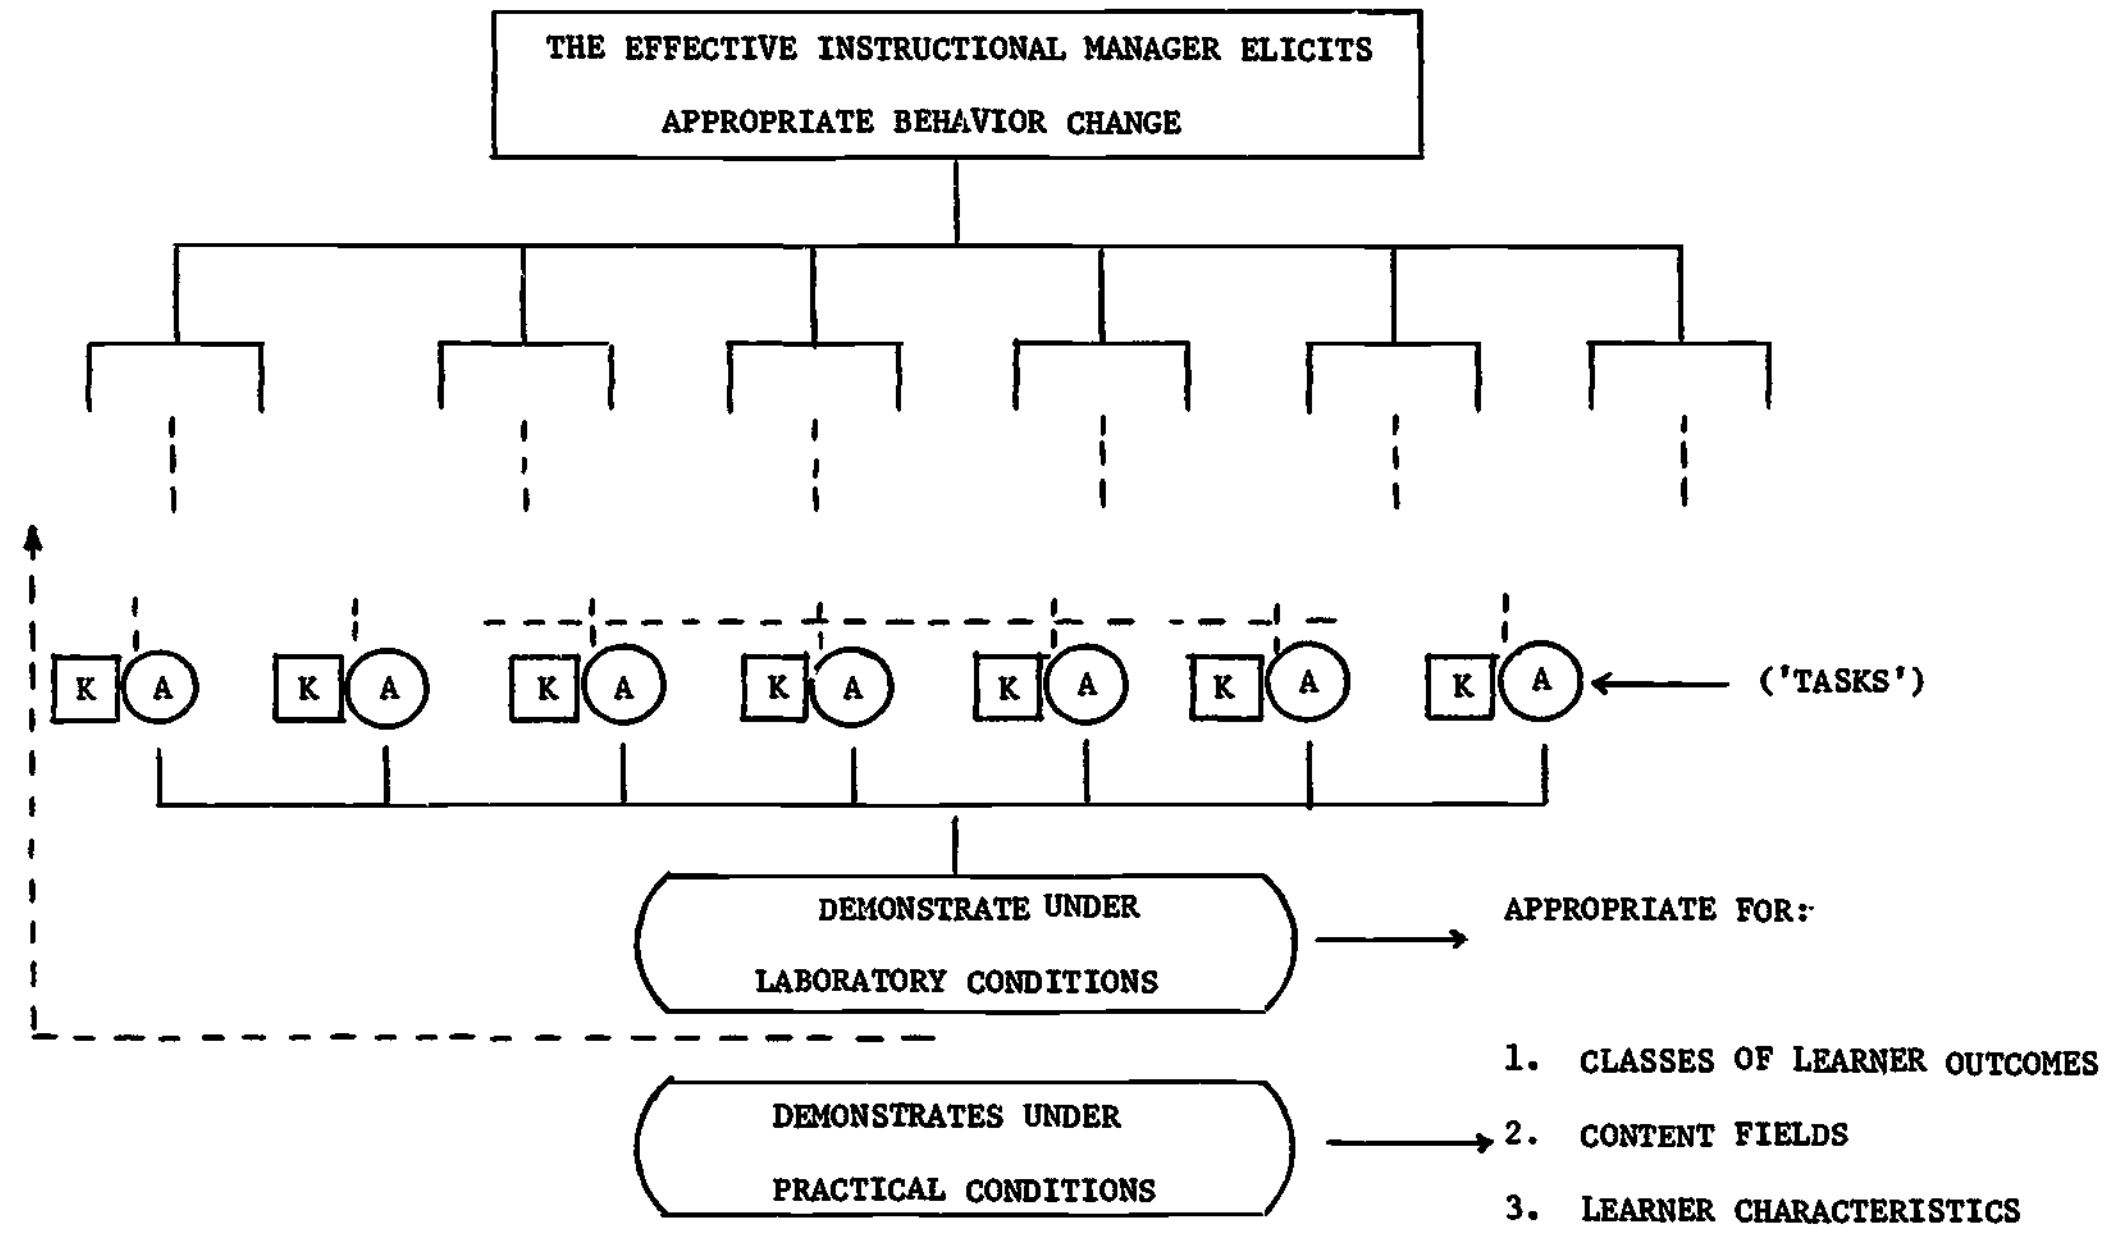 THE EFFECTIVE INSTRUCTIONAL MANAGER ELICITS
APPROPRIATE BEHAVIOR CHANGE
K A K A K A K A K A K A K A ('TASKS')
DEMONSTRATE UNDER
LABORATORY CONDITIONS
APPROPRIATE FOR:
DEMONSTRATES UNDER
PRACTICAL CONDITIONS
1. CLASSES OF LEARNER OUTCOMES
2. CONTENT FIELDS
3. LEARNER CHARACTERISTICS